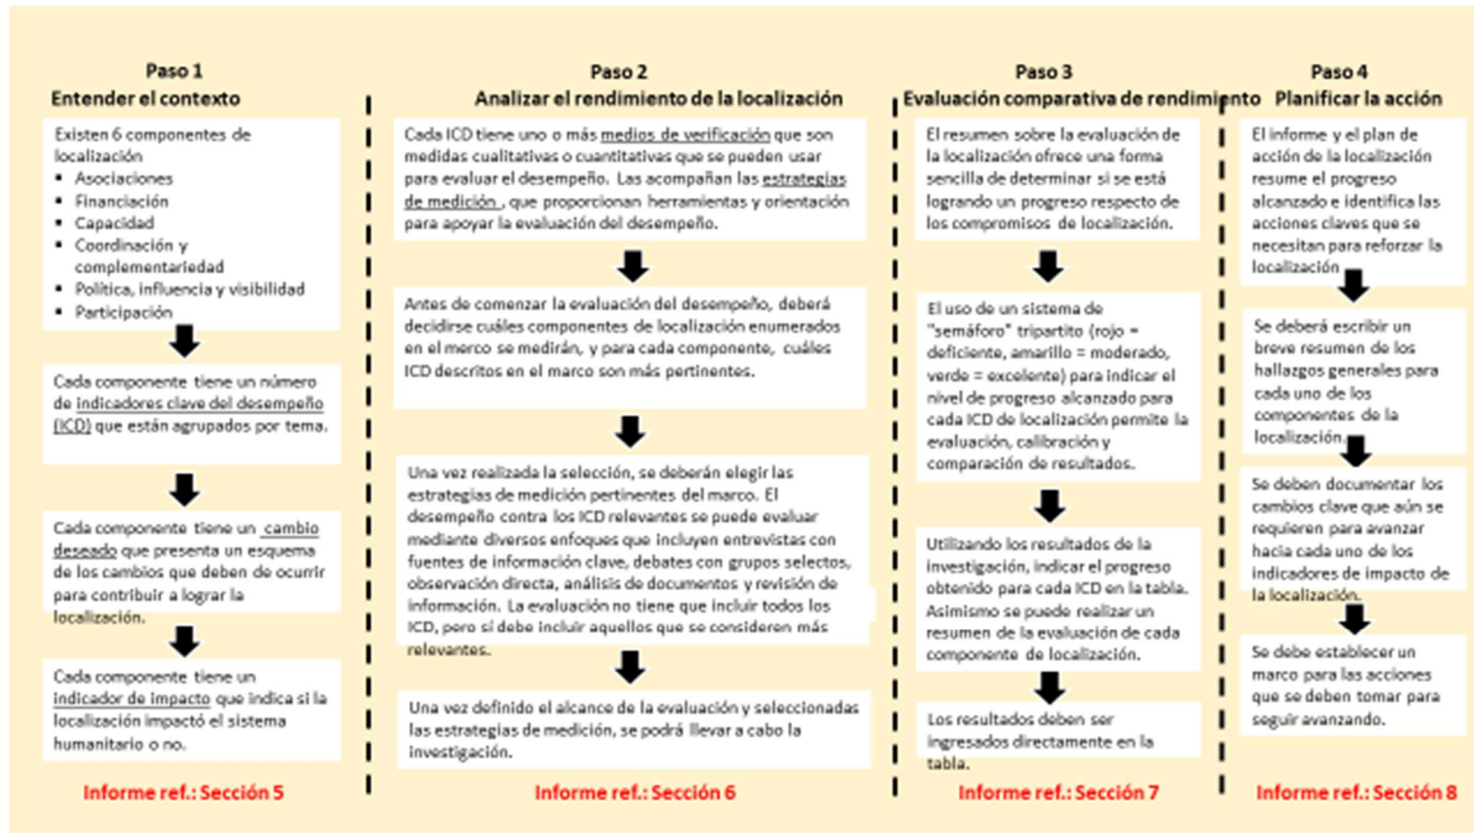 Paso 1
Entender el contexto
Existen 6 componentes de
localización
▪ Asociaciones
▪ Financiación
▪ Capacidad
▪ Coordinación y
complementariedad
▪ Política, influencia y visibilidad
▪ Participación
Cada componente tiene un número
de indicadores clave del desempeño
(ICD) que están agrupados por tema.
Cada componente tiene un cambio
deseado que presenta un esquema
de los cambios que deben de ocurrir
para contribuir a lograr la
localización.
Cada componente tiene un
indicador de impacto que indica si la
localización impactó el sistema
humanitario o no.
Informe ref.: Sección 5
Paso 2
Analizar el rendimiento de la localización
Cada ICD tiene uno o más medios de verificación que son
medidas cualitativas o cuantitativas que se pueden usar
para evaluar el desempeño. Las acompañan las estrategias
de medición , que proporcionan herramientas y orientación
para apoyar la evaluación del desempeño.
Antes de comenzar la evaluación del desempeño, deberá
decidirse cuáles componentes de localización enumerados
en el merco se medirán, y para cada componente, cuáles
ICD descritos en el marco son más pertinentes.
Una vez realizada la selección, se deberán elegir las
estrategias de medición pertinentes del marco. El
desempeño contra los ICD relevantes se puede evaluar
mediante diversos enfoques que incluyen entrevistas con
fuentes de información clave, debates con grupos selectos,
observación directa, análisis de documentos y revisión de
información. La evaluación no tiene que incluir todos los
ICD, pero sí debe incluir aquellos que se consideren más
relevantes.
Una vez definido el alcance de la evaluación y seleccionadas
las estrategias de medición, se podrá llevar a cabo la
investigación.
Informe ref.: Sección 6
Paso 3
Evaluación comparativa de rendimiento
El resumen sobre la evaluación de
la localización ofrece una forma
sencilla de determinar si se está
logrando un progreso respecto de
los compromisos de localización.
El uso de un sistema de
"semáforo" tripartito (rojo =
deficiente, amarillo = moderado,
verde = excelente) para indicar el
nivel de progreso alcanzado para
cada ICD de localización permite la
evaluación, calibración y
comparación de resultados.
Utilizando los resultados de la
investigación, indicar el progreso
obtenido para cada ICD en la tabla.
Asimismo se puede realizar un
resumen de la evaluación de cada
componente de localización.
Los resultados deben ser
ingresados directamente en la
tabla.
Informe ref.: Sección 7
Paso 4
Planificar la acción
El informe y el plan de
acción de la localización
resume el progreso
alcanzado e identifica las
acciones claves que se
necesitan para reforzar la
localización
Se deberá escribir un
breve resumen de los
hallazgos generales para
cada uno de los
componentes de la
localización.
Se deben documentar los
cambios clave que aún se
requieren para avanzar
hacia cada uno de los
indicadores de impacto de
la localización.
Se debe establecer un
marco para las acciones
que se deben tomar para
seguir avanzando.
Informe ref.: Sección 8